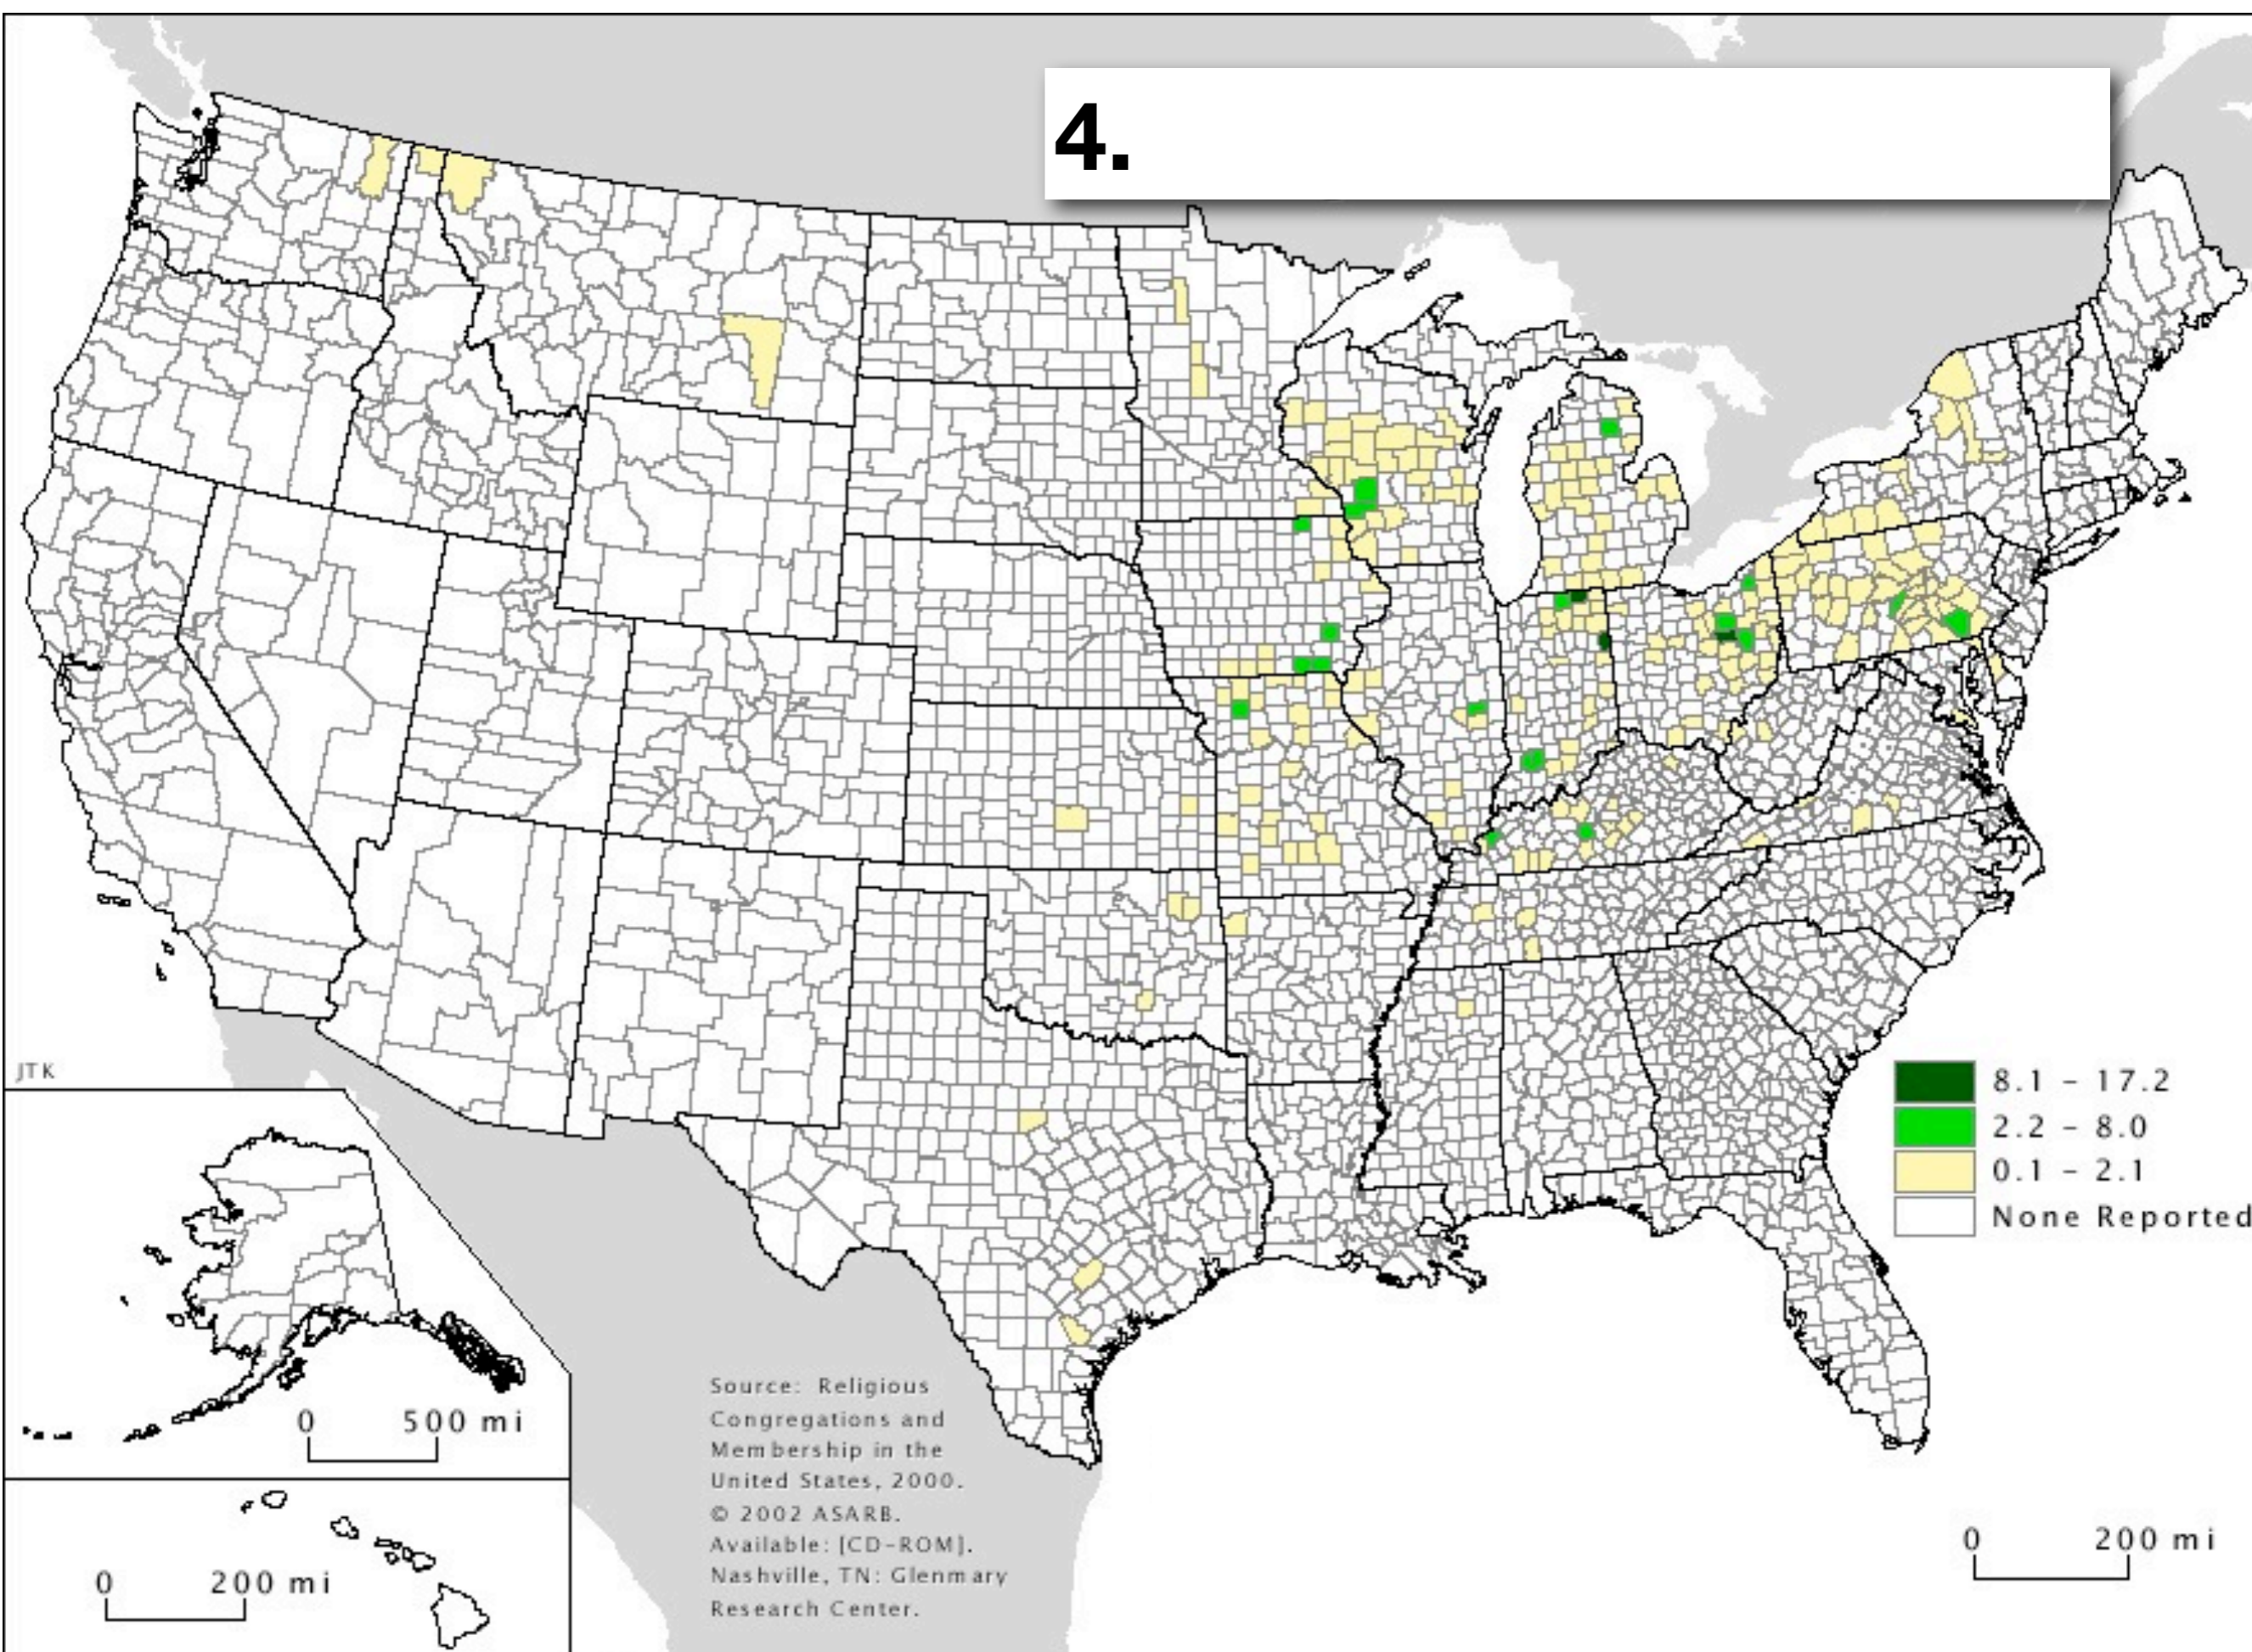 4.
JTK
8.1 – 17.2
2.2 – 8.0
0.1 – 2.1
None Reported
Source: Religious
Congregations and
Membership in the
United States, 2000.
© 2002 ASARB.
Available: [CD-ROM].
Nashville, TN: Glenmary
Research Center.
0 500 mi
0 200 mi
0 200 mi